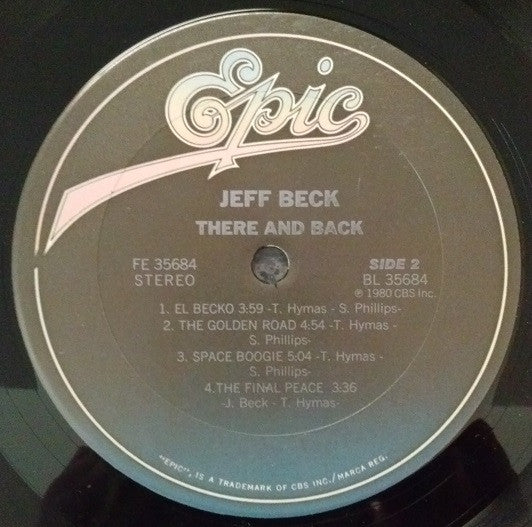 Epic
JEFF BECK
THERE AND BACK
FE 35684
STEREO
SIDE 2
BL 35684
℗ 1980 CBS Inc.
1. EL BECKO 3:59 -T. Hymas - S. Phillips-
2. THE GOLDEN ROAD 4:54 -T. Hymas -
S. Phillips-
3. SPACE BOOGIE 5:04 -T. Hymas -
S. Phillips-
4.THE FINAL PEACE 3:36
-J. Beck - T. Hymas-
"EPIC", IS A TRADEMARK OF CBS INC./MARCA REG.